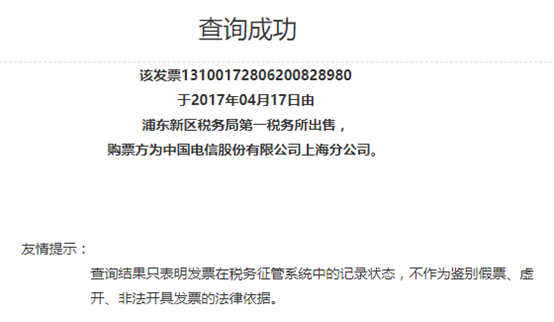 查询成功
该发票13100172806200828980
于2017年04月17日由
浦东新区税务局第一税务所出售，
购票方为中国电信股份有限公司上海分公司。
友情提示：
查询结果只表明发票在税务征管系统中的记录状态，不作为鉴别假票、虚
开、非法开具发票的法律依据。